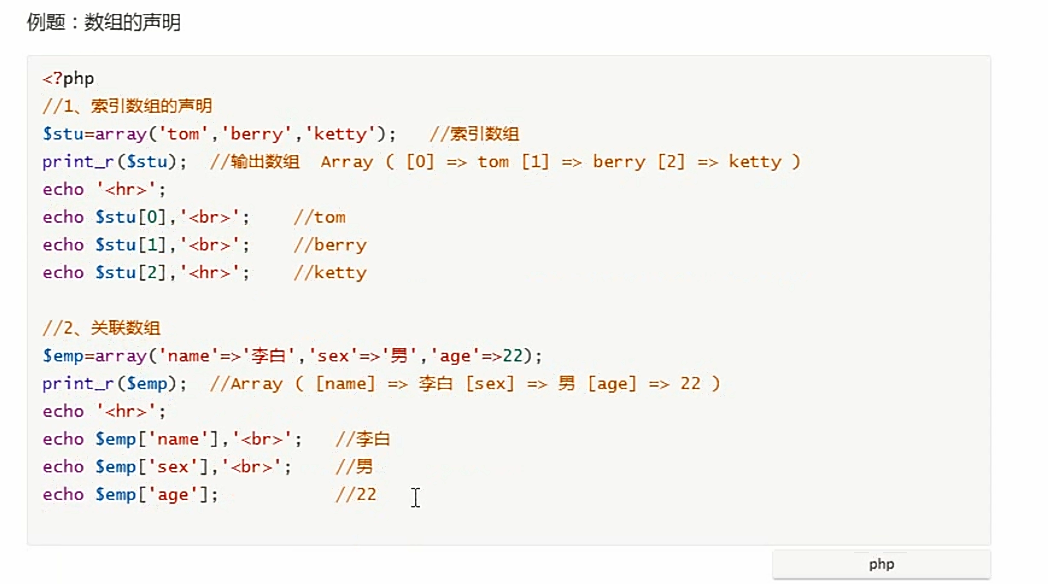 例题：数组的声明
<?php
//1、索引数组的声明
$stu=array('tom','berry','ketty');   //索引数组
print_r($stu);  //输出数组  Array ( [0] => tom [1] => berry [2] => ketty )
echo '<hr>';
echo $stu[0],'<br>';    //tom
echo $stu[1],'<br>';    //berry
echo $stu[2],'<hr>';    //ketty
//2、关联数组
$emp=array('name'=>'李白','sex'=>'男','age'=>22);
print_r($emp);  //Array ( [name] => 李白 [sex] => 男 [age] => 22 )
echo '<hr>';
echo $emp['name'],'<br>';   //李白
echo $emp['sex'],'<br>';    //男
echo $emp['age'];           //22
php